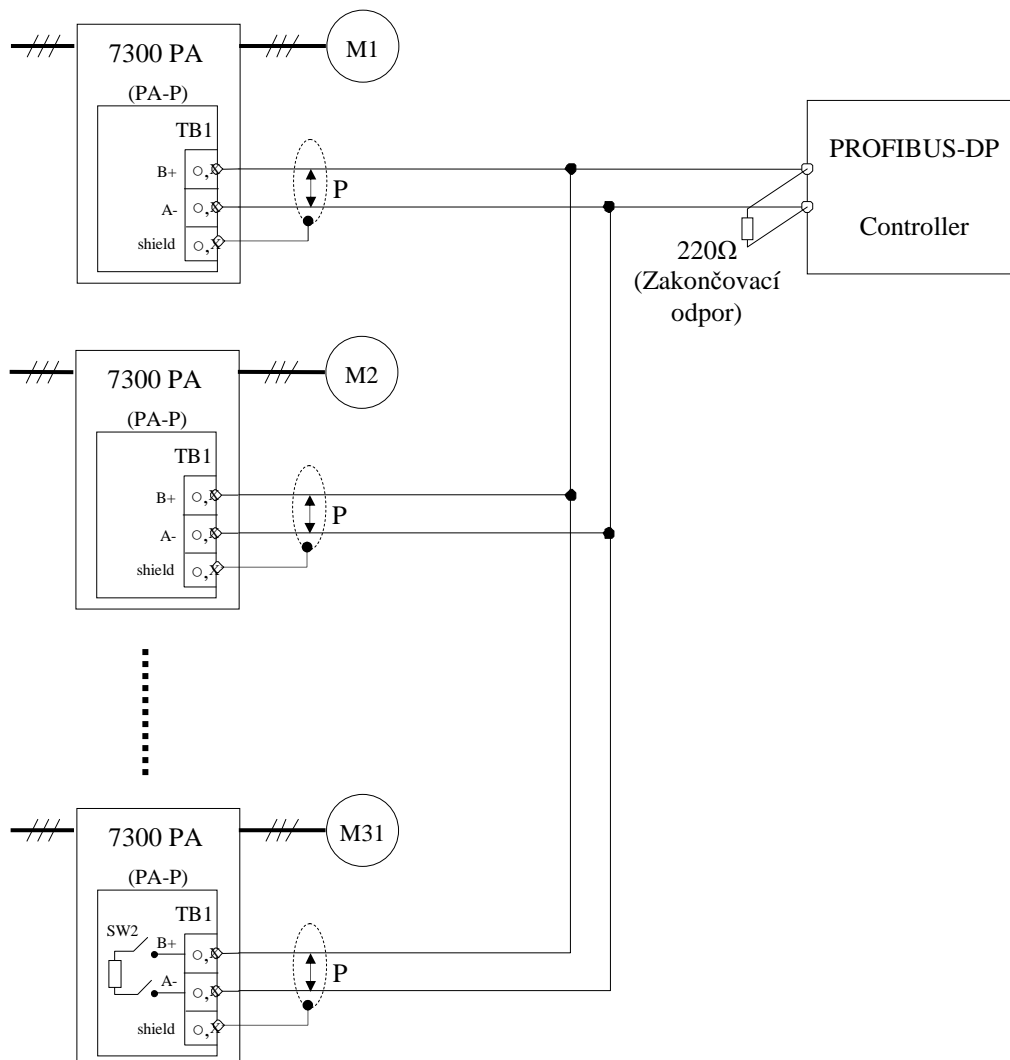 7300 PA
(PA-P)
TB1
B+
A-
shield
P
M1
PROFIBUS-DP
Controller
220Ω
(Zakončovací
odpor)
7300 PA
(PA-P)
TB1
B+
A-
shield
P
M2
7300 PA
(PA-P)
TB1
SW2
B+
A-
shield
P
M31